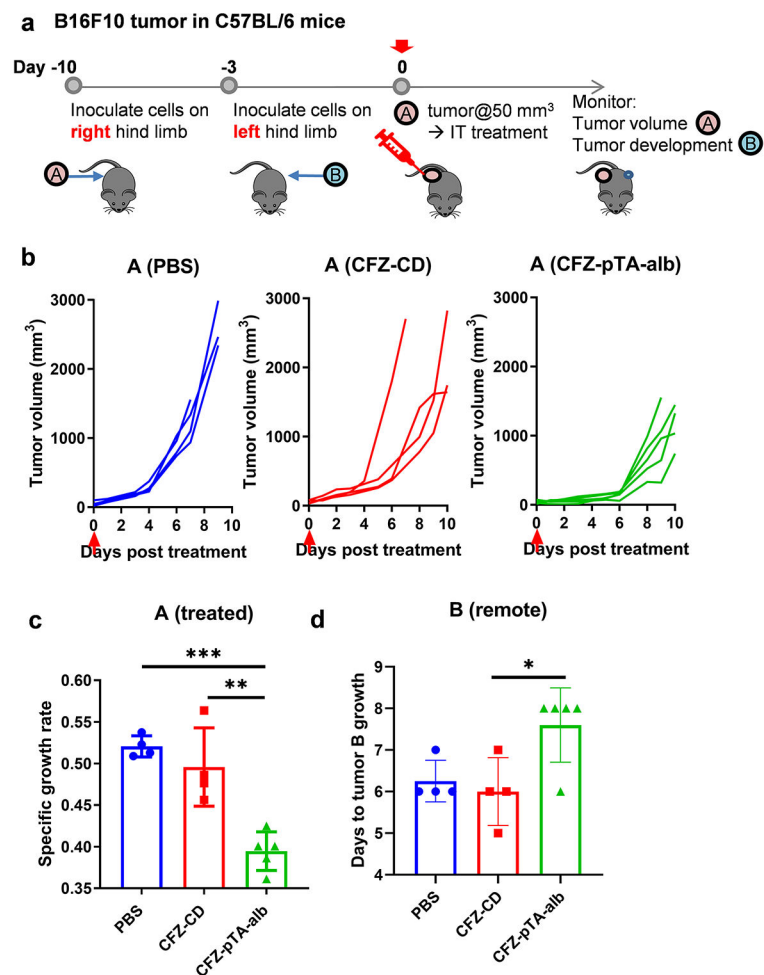 a B16F10 tumor in C57BL/6 mice
Day -10 -3 0
Inoculate cells on
right hind limb
Inoculate cells on
left hind limb
A tumor@50 mm³
→ IT treatment
Monitor:
Tumor volume A
Tumor development B
A
B
b
A (PBS)
A (CFZ-CD)
A (CFZ-pTA-alb)
Tumor volume (mm³)
3000
2000
1000
0
0 2 4 6 8 10
Days post treatment
Tumor volume (mm³)
3000
2000
1000
0
0 2 4 6 8 10
Days post treatment
Tumor volume (mm³)
3000
2000
1000
0
0 2 4 6 8 10
Days post treatment
c
A (treated)
Specific growth rate
0.60
0.55
0.50
0.45
0.40
0.35
***
**
PBS
CFZ-CD
CFZ-pTA-alb
d
B (remote)
Days to tumor B growth
9
8
7
6
5
4
*
PBS
CFZ-CD
CFZ-pTA-alb